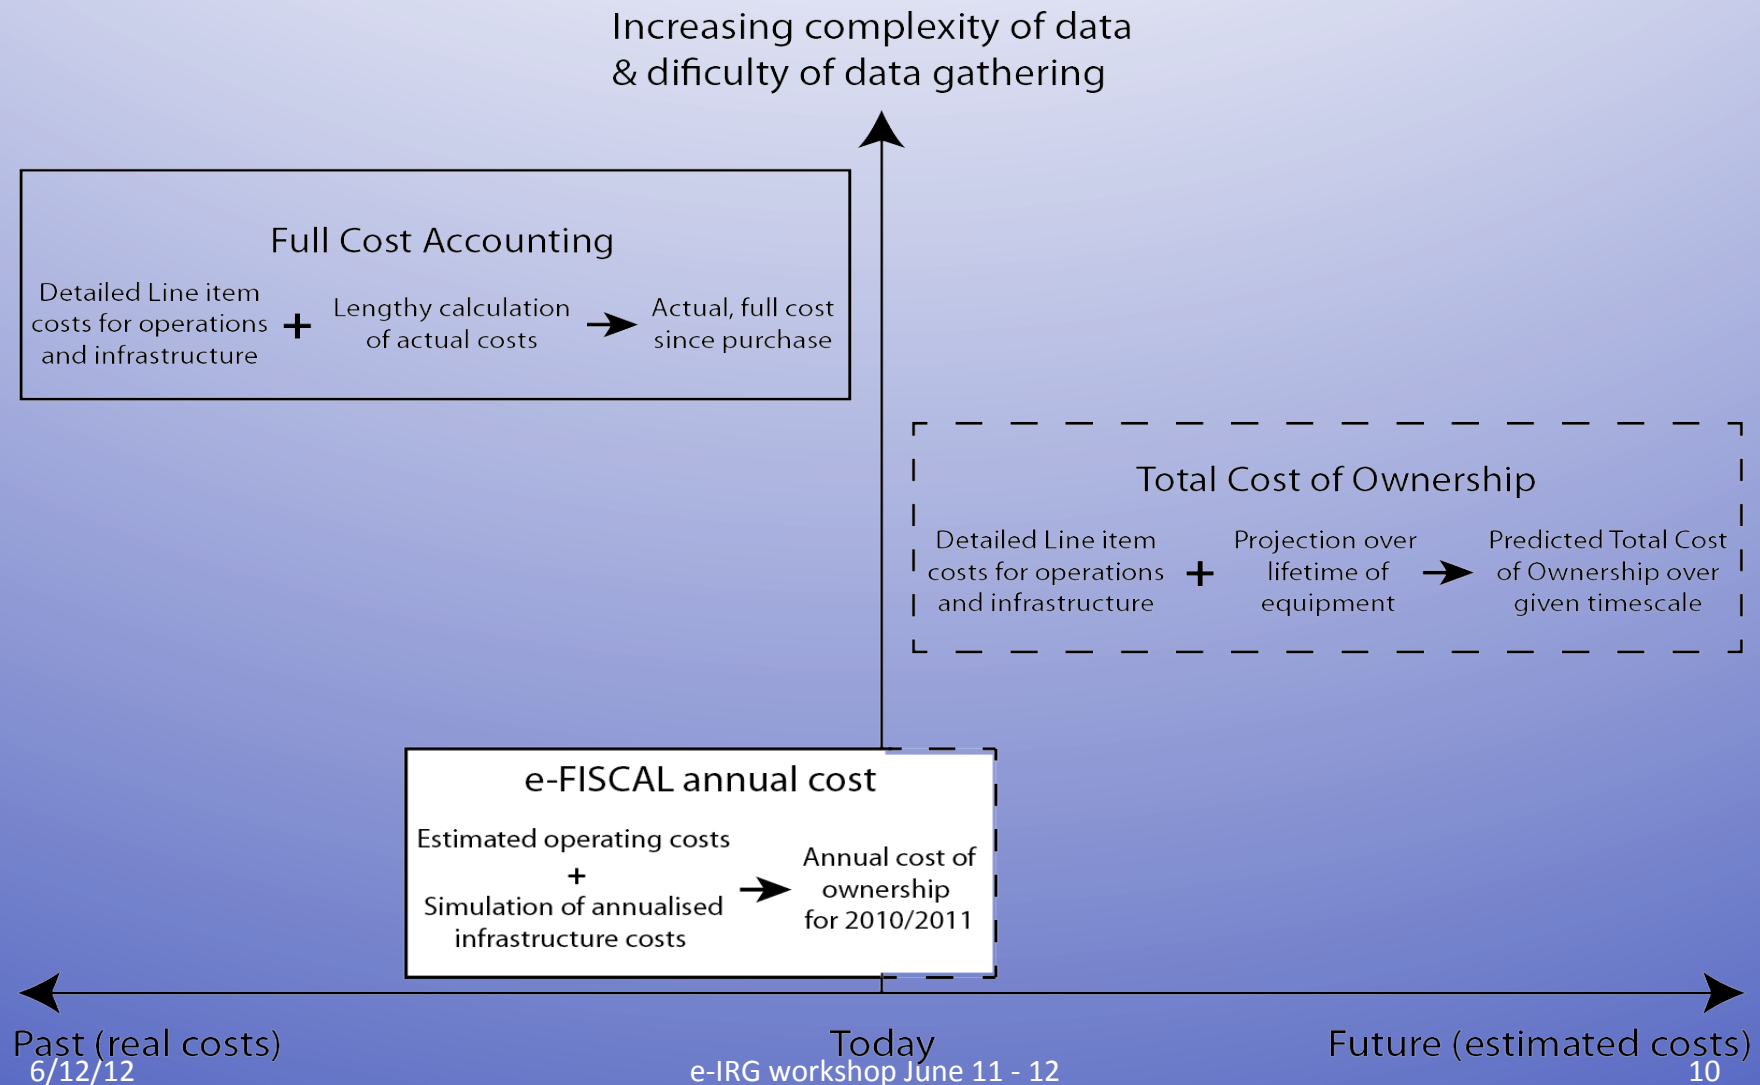 Increasing complexity of data
& dificulty of data gathering
Full Cost Accounting
Detailed Line item
costs for operations
and infrastructure
+
Lengthy calculation
of actual costs
Actual, full cost
since purchase
Total Cost of Ownership
Detailed Line item
costs for operations
and infrastructure
+
Projection over
lifetime of
equipment
Predicted Total Cost
of Ownership over
given timescale
e-FISCAL annual cost
Estimated operating costs
+
Simulation of annualised
infrastructure costs
Annual cost of
ownership
for 2010/2011
Past (real costs)
Today
Future (estimated costs)
6/12/12
e-IRG workshop June 11 - 12
10